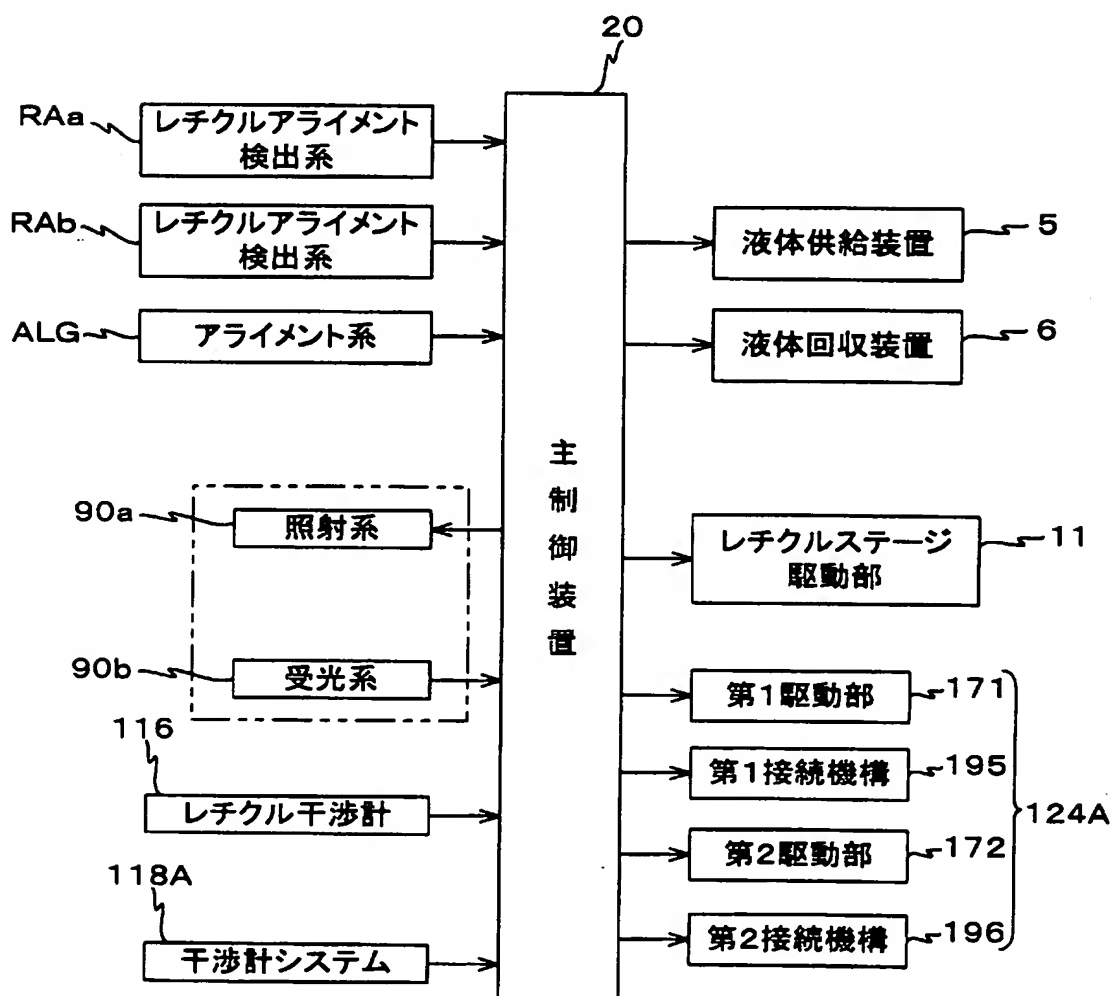 20
RAa
レチクルアライメント
検出系
RAb
レチクルアライメント
検出系
ALG
アライメント系
90a
照射系
90b
受光系
116
レチクル干渉計
118A
干渉計システム
主制御装置
液体供給装置
5
液体回収装置
6
レチクルステージ
駆動部
11
第1駆動部
171
第1接続機構
195
第2駆動部
172
第2接続機構
196
124A